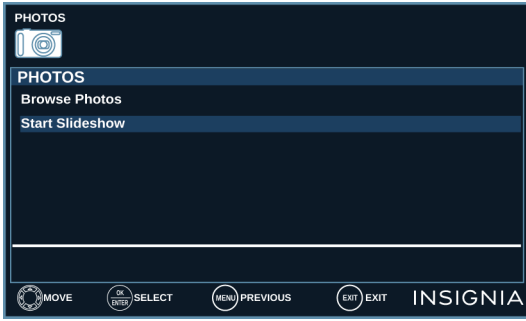 PHOTOS
PHOTOS
Browse Photos
Start Slideshow
MOVE OK ENTER SELECT MENU PREVIOUS EXIT EXIT INSIGNIA